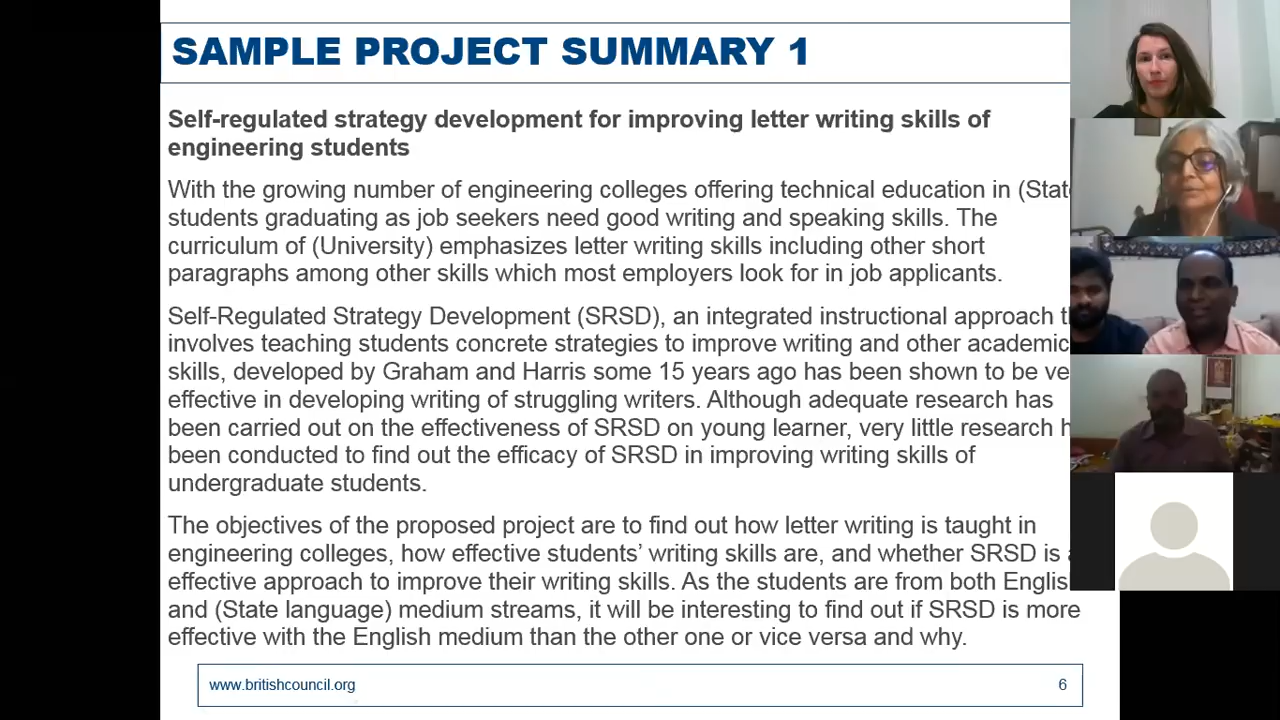 SAMPLE PROJECT SUMMARY 1
Self-regulated strategy development for improving letter writing skills of
engineering students
With the growing number of engineering colleges offering technical education in
students graduating as job seekers need good writing and speaking skills. The
curriculum of (University) emphasizes letter writing skills including other short
paragraphs among other skills which most employers look for in job applicants.
Self-Regulated Strategy Development (SRSD), an integrated instructional approach
involves teaching students concrete strategies to improve writing and other academic
skills, developed by Graham and Harris some 15 years ago has been shown to be
effective in developing writing of struggling writers. Although adequate research has
been carried out on the effectiveness of SRSD on young learner, very little research
been conducted to find out the efficacy of SRSD in improving writing skills of
undergraduate students.
The objectives of the proposed project are to find out how letter writing is taught in
engineering colleges, how effective students' writing skills are, and whether SRSD is
effective approach to improve their writing skills. As the students are from both
and (State language) medium streams, it will be interesting to find out if SRSD is more
effective with the English medium than the other one or vice versa and why.
www.britishcouncil.org 6